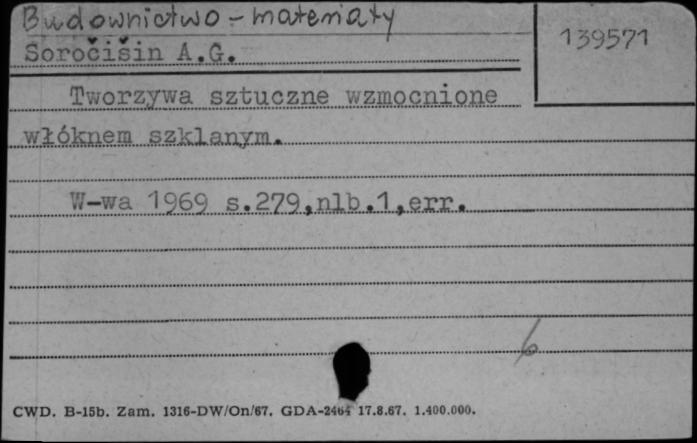 Budownictwo - materiały
139571
Soročišin A.G.
Tworzywa sztuczne wzmocnione
włóknem szklanym.
W-wa 1969 s.279,nlb.1,err.
6
CWD. B-15b. Zam. 1316-DW/On/67. GDA-2464 17.8.67. 1.400.000.